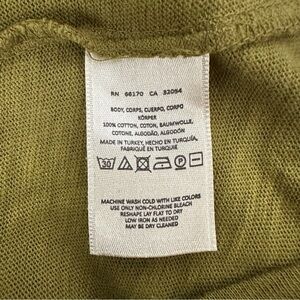 RN 66170 CA 32054
BODY, CORPS, CUERPO, CORPO
KÖRPER
100% COTTON, COTON, BAUMWOLLE,
COTONE, ALGODÃO, ALGODÓN
MADE IN TURKEY, HECHO EN TURQUÍA,
FABRIQUÉ EN TURQUIE
30 P
MACHINE WASH COLD WITH LIKE COLORS
USE ONLY NON-CHLORINE BLEACH
RESHAPE LAY FLAT TO DRY
LOW IRON AS NEEDED
MAY BE DRY CLEANED